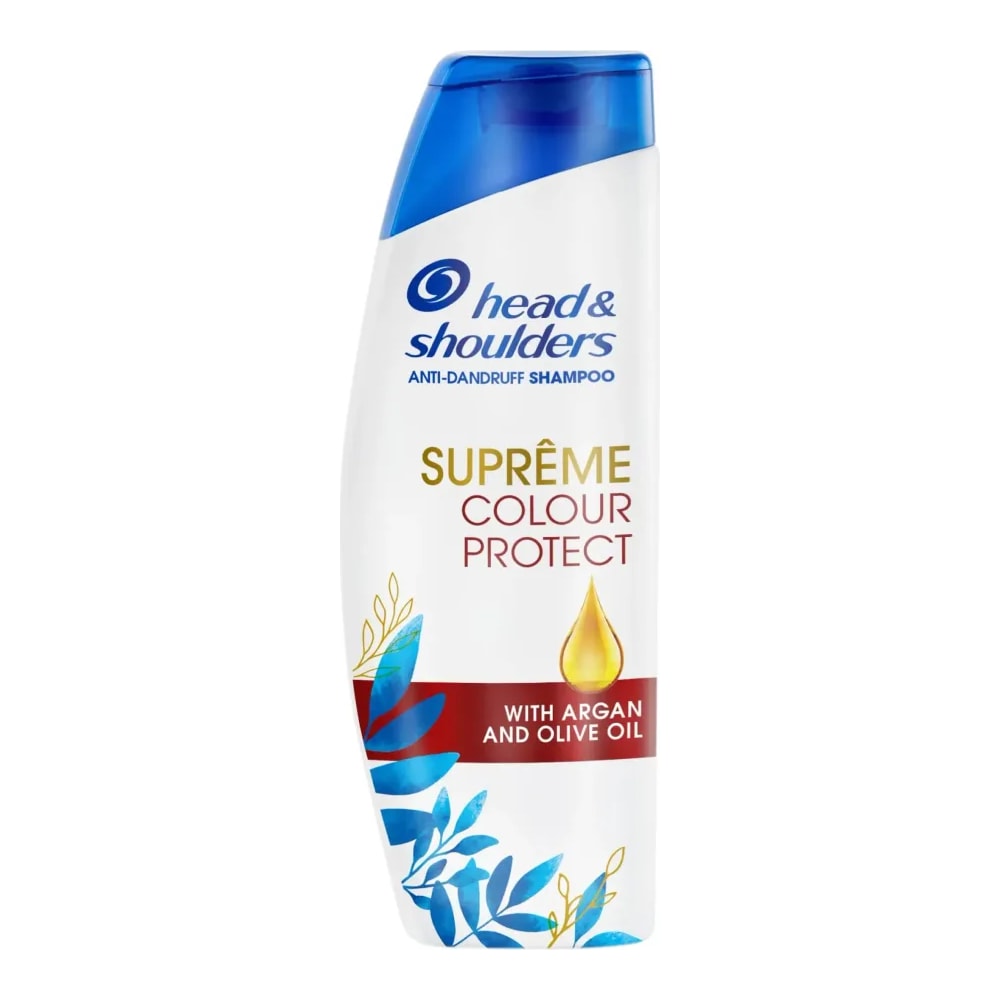 head &
shoulders
ANTI-DANDRUFF SHAMPOO
SUPRÊME
COLOUR
PROTECT
WITH ARGAN
AND OLIVE OIL